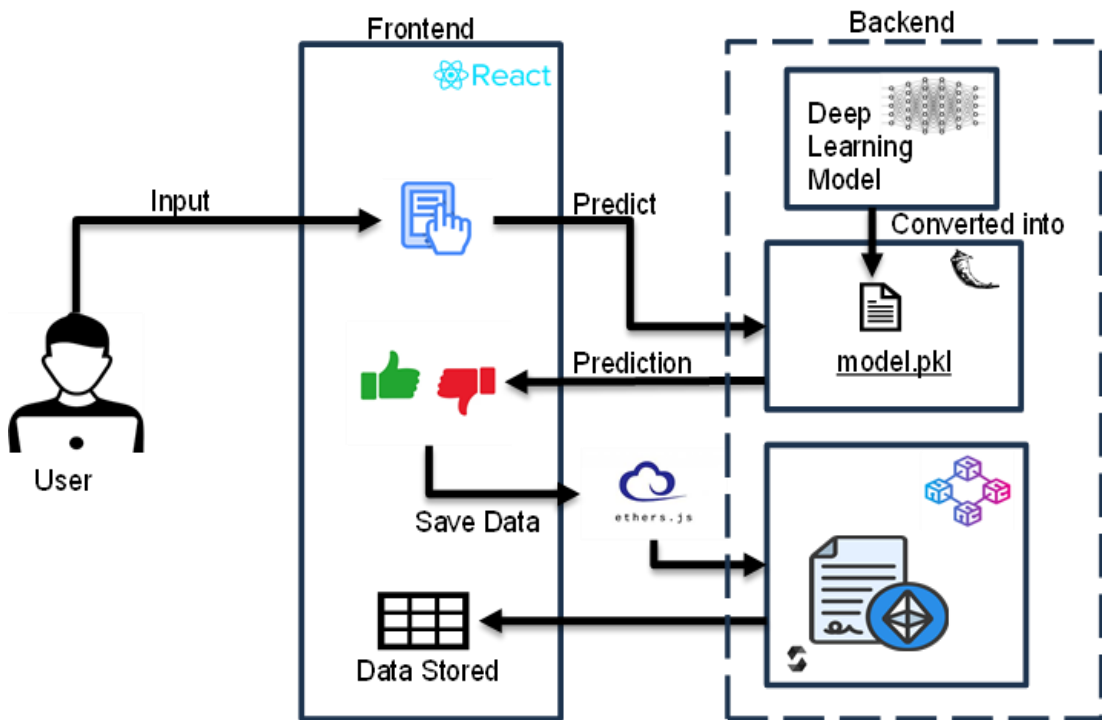 Frontend
Backend
React
Deep
Learning
Model
Input
Predict
Converted into
model.pkl
Prediction
User
ethers.js
Save Data
Data Stored